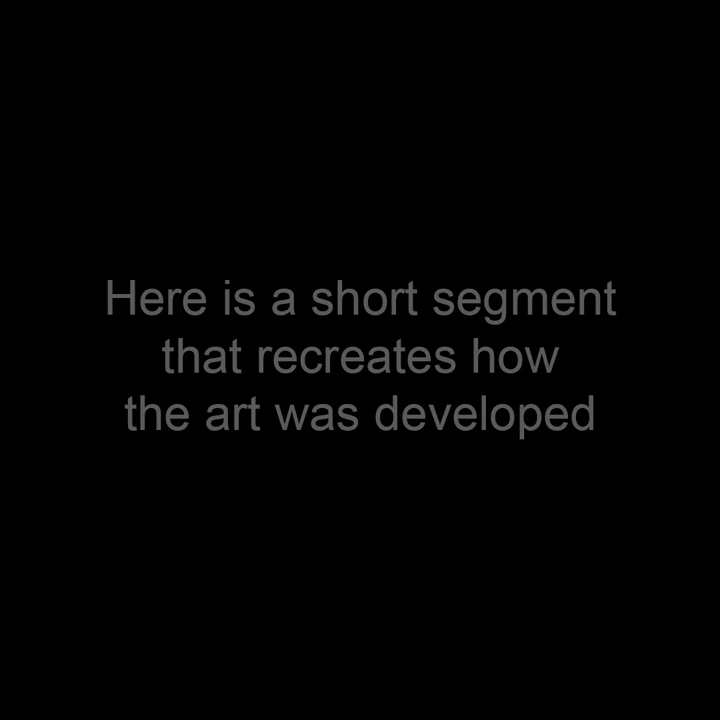 Here is a short segment
that recreates how
the art was developed